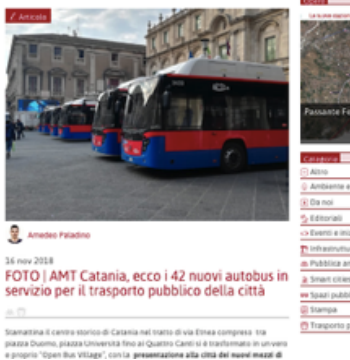 Articolo
Amedeo Paladino
16 nov 2018
FOTO | AMT Catania, ecco i 42 nuovi autobus in
servizio per il trasporto pubblico della città
Stamattina il centro storico di Catania nel tratto di via Etnea compreso tra
piazza Duomo, piazza Università fino ai Quattro Canti si è trasformato in un vero
e proprio "Open Bus Village", con la presentazione alla città dei nuovi mezzi di
Passante Fe
Categorie
Altro
Ambiente e
Da noi
Editoriali
Eventi e ini
Infrastruttu
Pubblica am
Smart cities
Spazi pubbl
Stampa
Trasporto p